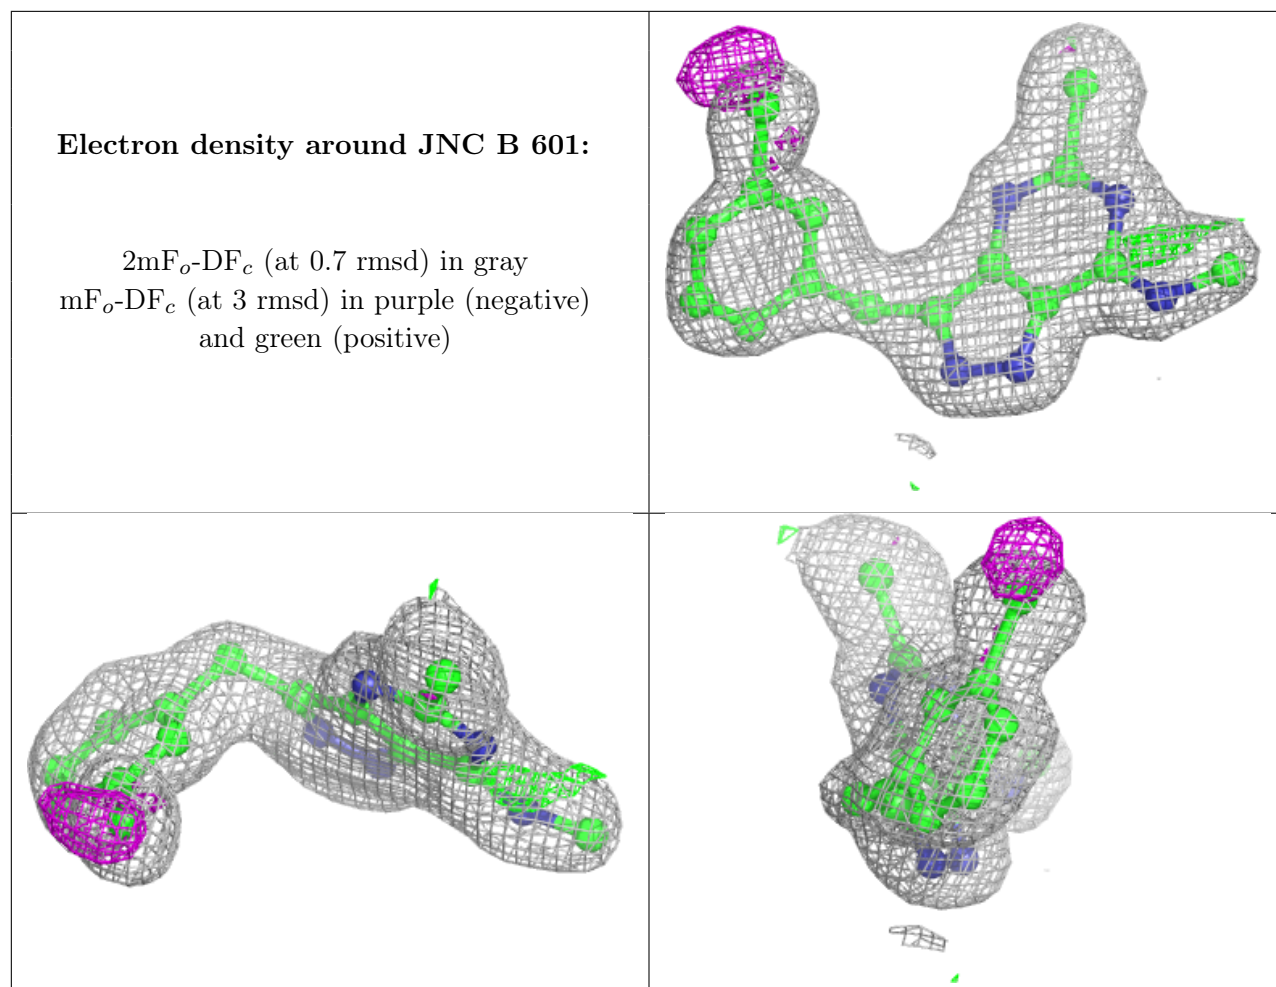 Electron density around JNC B 601:
2mFₒ-DF𝒸 (at 0.7 rmsd) in gray
mFₒ-DF𝒸 (at 3 rmsd) in purple (negative)
and green (positive)